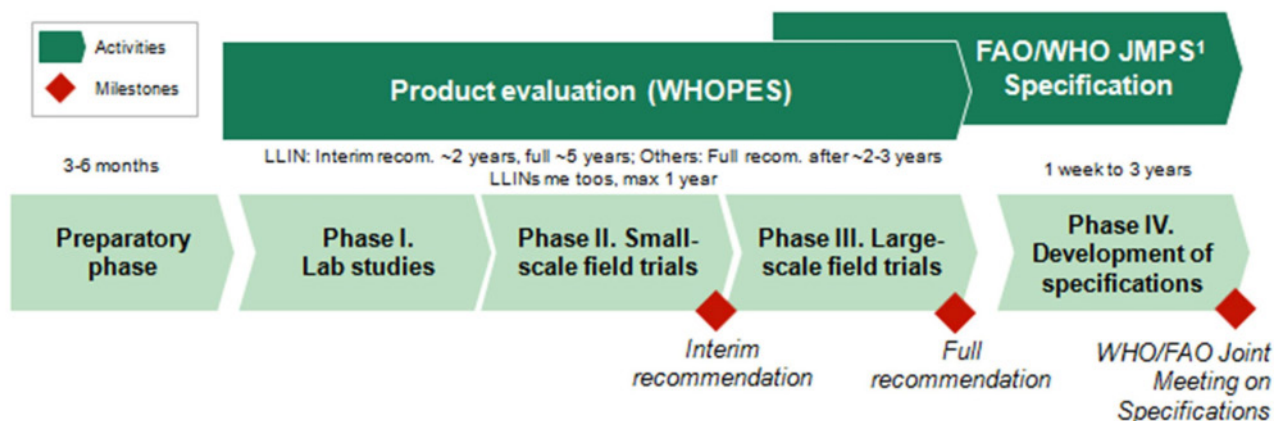 Activities
Milestones
Product evaluation (WHOPES)
FAO/WHO JMPS¹
Specification
3-6 months
LLIN: Interim recom. ~2 years, full ~5 years; Others: Full recom. after ~2-3 years
LLINs me toos, max 1 year
1 week to 3 years
Preparatory
phase
Phase I.
Lab studies
Phase II. Small-
scale field trials
Phase III. Large-
scale field trials
Phase IV.
Development of
specifications
Interim
recommendation
Full
recommendation
WHO/FAO Joint
Meeting on
Specifications